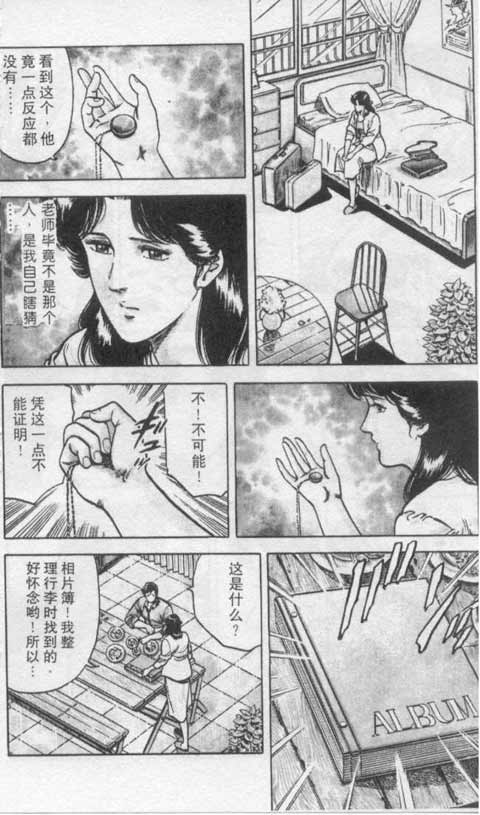 看到这个，他
竟一点反应都
没有……
老师毕竟不是那个
人，是我自己瞎猜
……
不！不可能！
凭这一点不
能证明！
ALBUM
这是什么？
相片簿！我整
理行李时找到的．
好怀念哟！所以…